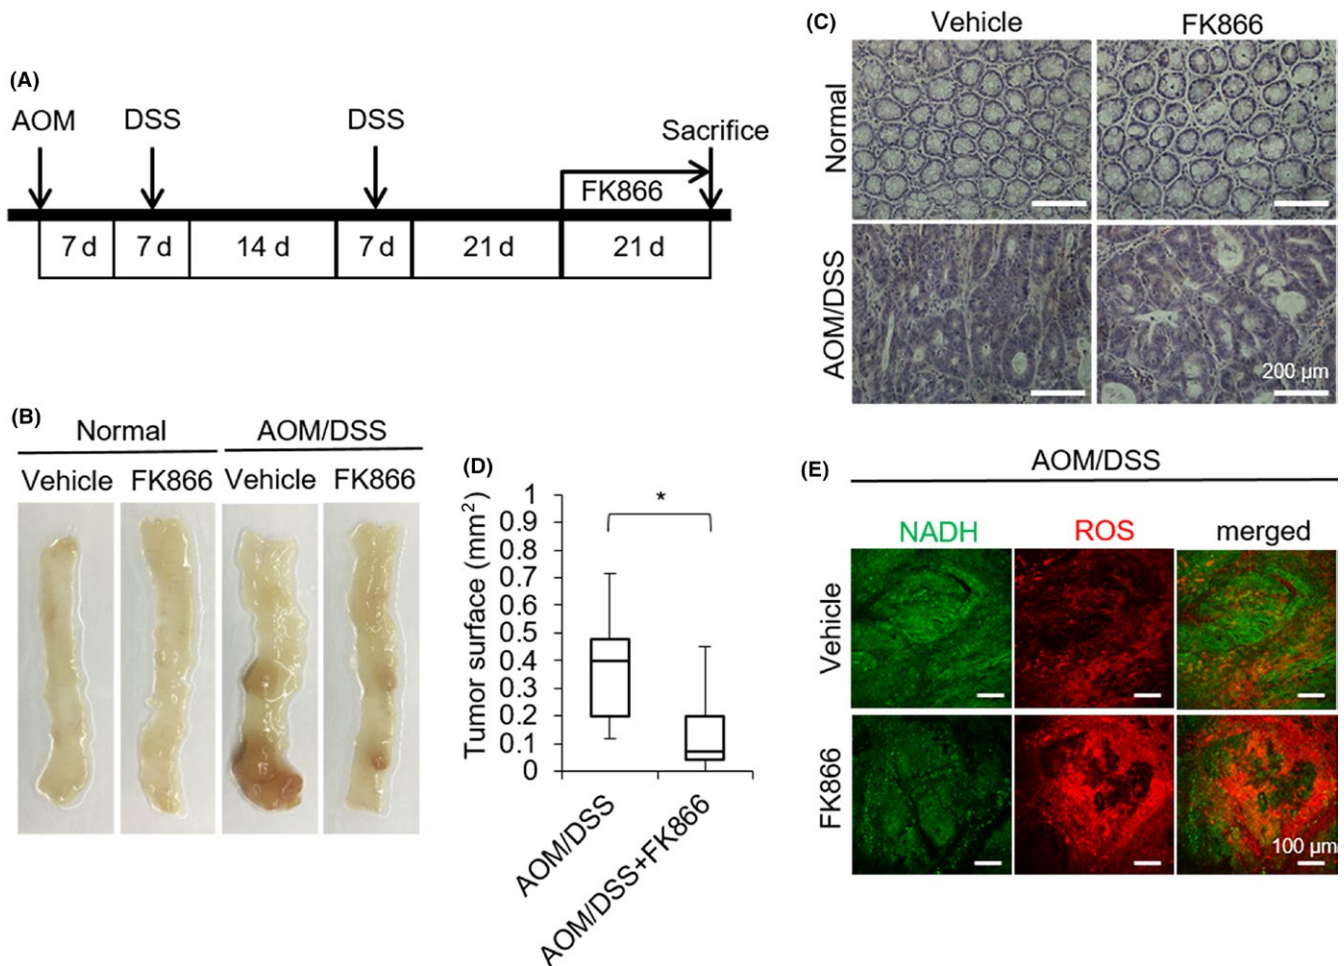 (A)
AOM DSS DSS Sacrifice
FK866
7 d 7 d 14 d 7 d 21 d 21 d
(B)
Normal AOM/DSS
Vehicle FK866 Vehicle FK866
(C)
Vehicle FK866
Normal
AOM/DSS
200 µm
(D)
Tumor surface (mm²)
1
0.9
0.8
0.7
0.6
0.5
0.4
0.3
0.2
0.1
0
*
AOM/DSS
AOM/DSS+FK866
(E)
AOM/DSS
NADH ROS merged
Vehicle
FK866
100 µm